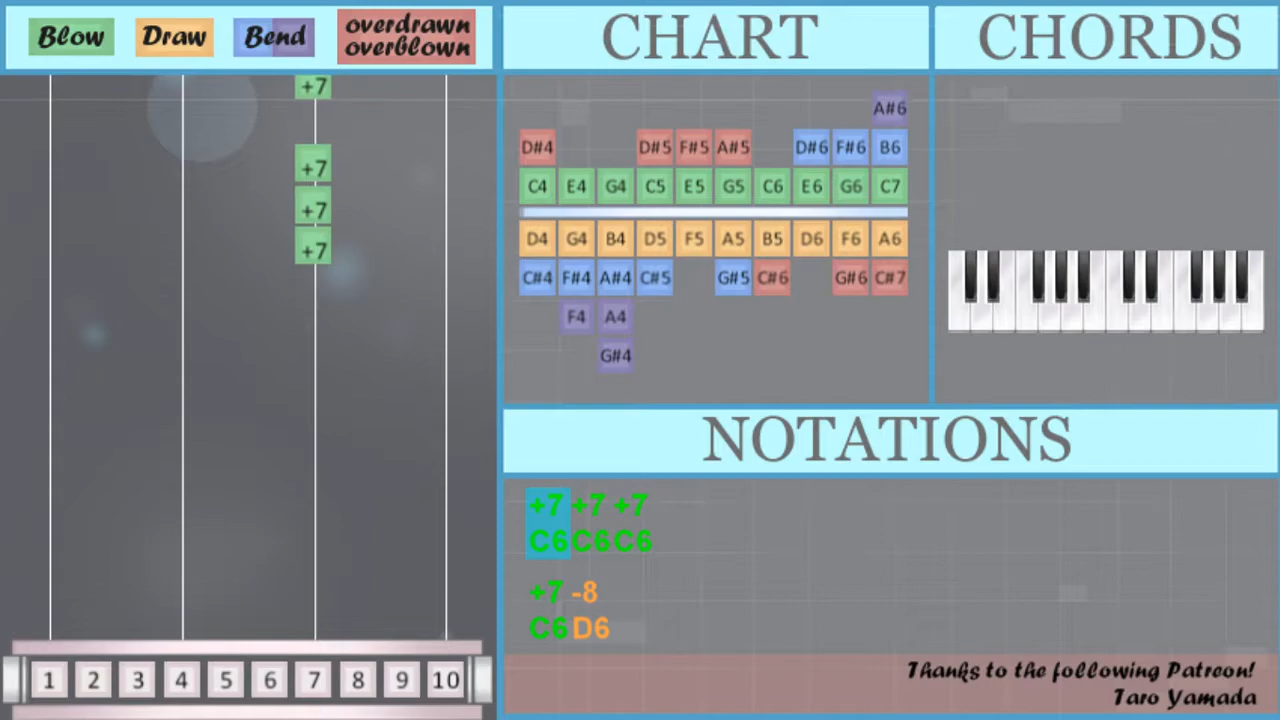 Blow Draw Bend overdrawn
overblown
CHART
CHORDS
+7
+7
+7
+7
A#6
D#4 D#5 F#5 A#5 D#6 F#6 B6
C4 E4 G4 C5 E5 G5 C6 E6 G6 C7
D4 G4 B4 D5 F5 A5 B5 D6 F6 A6
C#4 F#4 A#4 C#5 G#5 C#6 G#6 C#7
F4 A4
G#4
NOTATIONS
+7 +7 +7
C6 C6 C6
+7 -8
C6 D6
1 2 3 4 5 6 7 8 9 10
Thanks to the following Patreon!
Taro Yamada